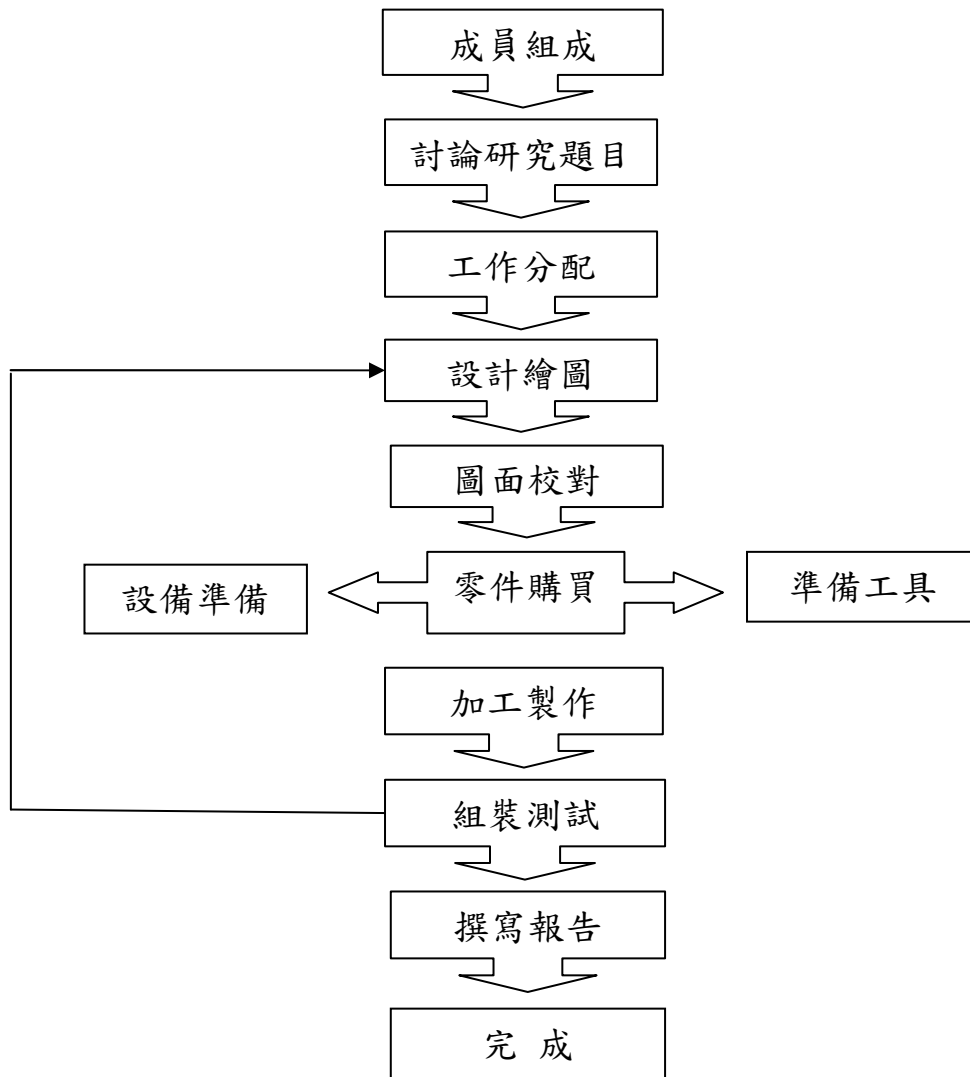 成員組成
討論研究題目
工作分配
設計繪圖
圖面校對
設備準備
零件購買
準備工具
加工製作
組裝測試
撰寫報告
完 成